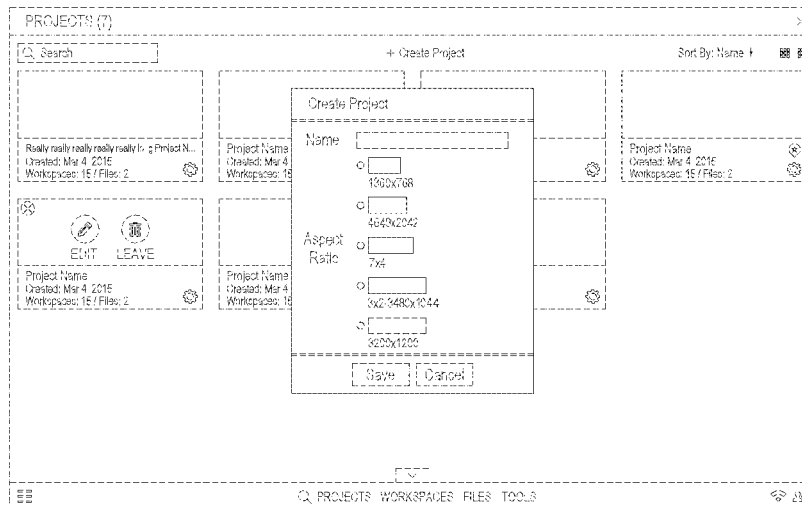 PROJECTS (7)
Search
+ Create Project
Sort By: Name
Really really really really really Project N...
Created: Mar 4, 2015
Workspaces: 15 / Files: 2
Project Name
Created: Mar 4
Workspaces: 15
Project Name
Created: Mar 4, 2015
Workspaces: 15 / Files: 2
Create Project
Name
1360x768
Aspect
Ratio
7x4
3x2-3480x1044
3200x1200
Save
Cancel
EDIT
LEAVE
Project Name
Created: Mar 4, 2015
Workspaces: 15 / Files: 2
Project Name
Created: Mar 4
Workspaces: 15
PROJECTS WORKSPACES FILES TOOLS